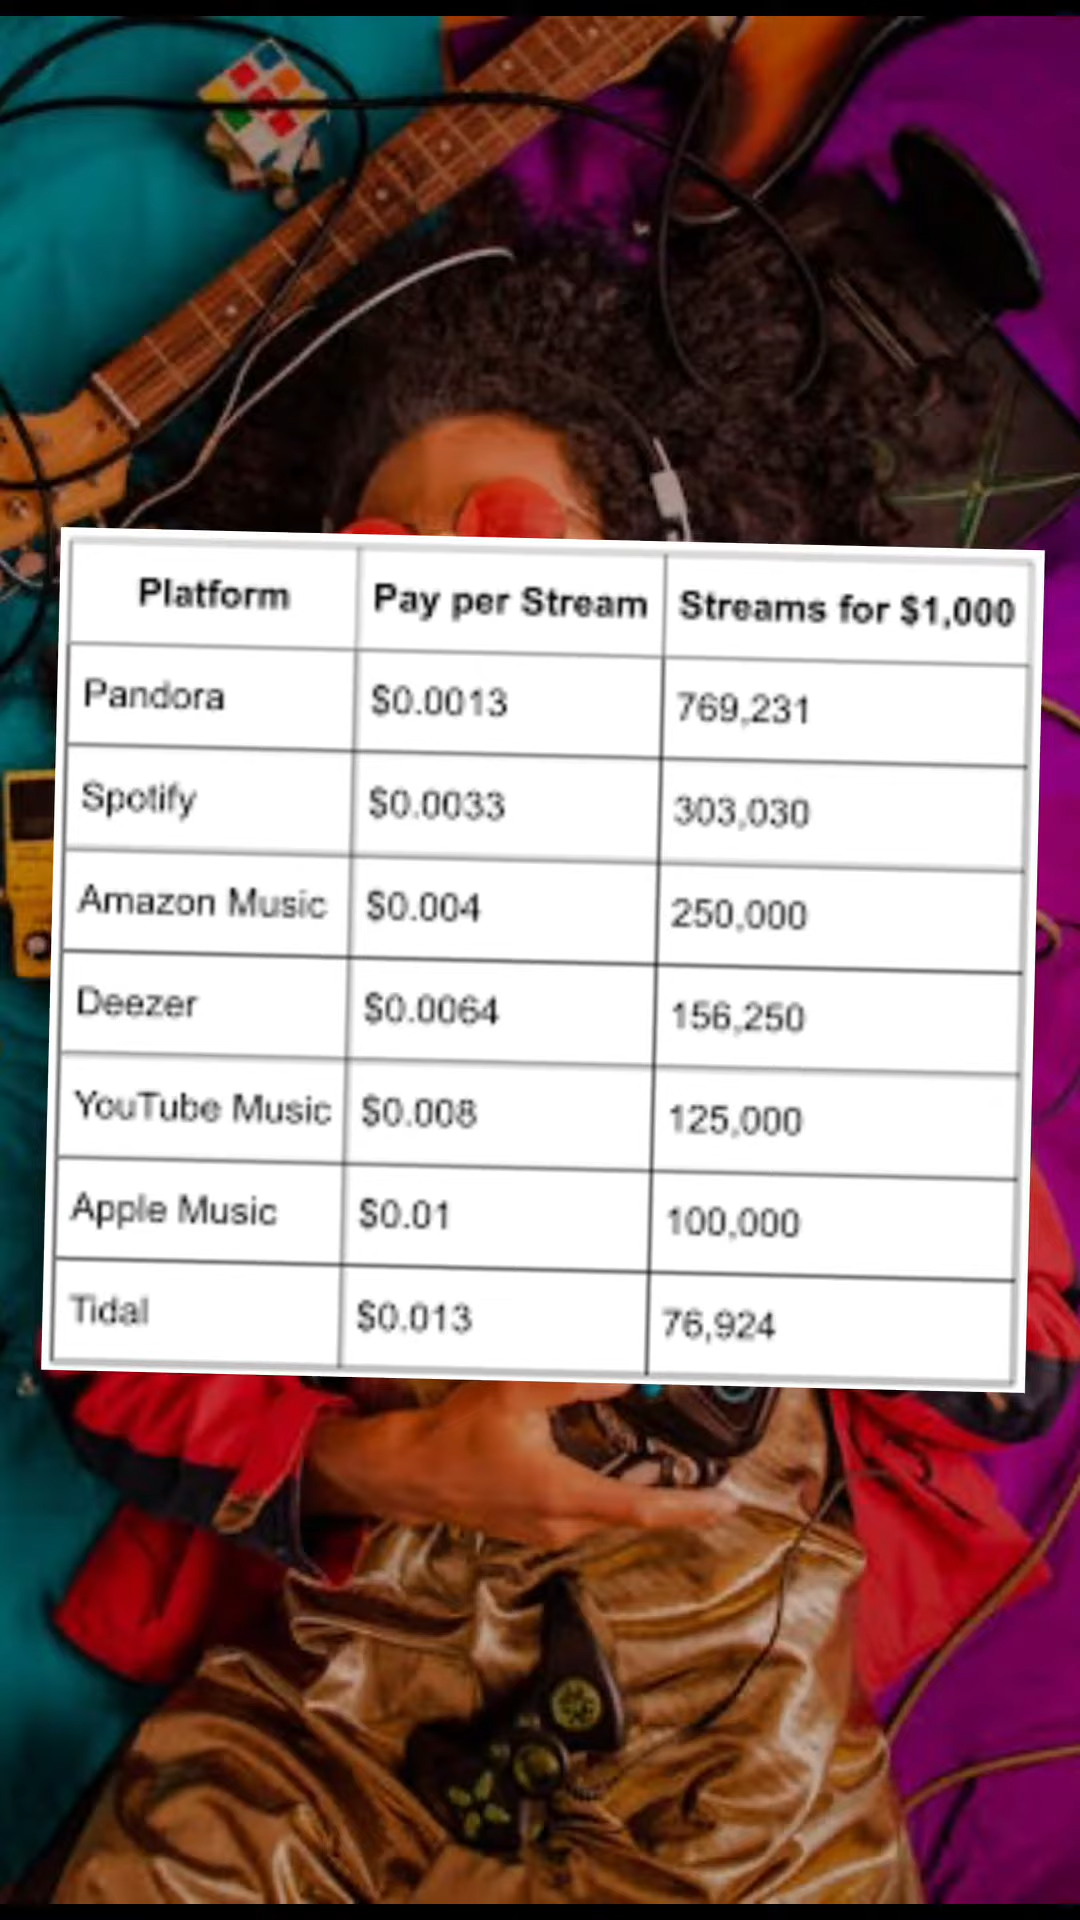 Platform Pay per Stream Streams for $1,000
Pandora $0.0013 769,231
Spotify $0.0033 303,030
Amazon Music $0.004 250,000
Deezer $0.0064 156,250
YouTube Music $0.008 125,000
Apple Music $0.01 100,000
Tidal $0.013 76,924